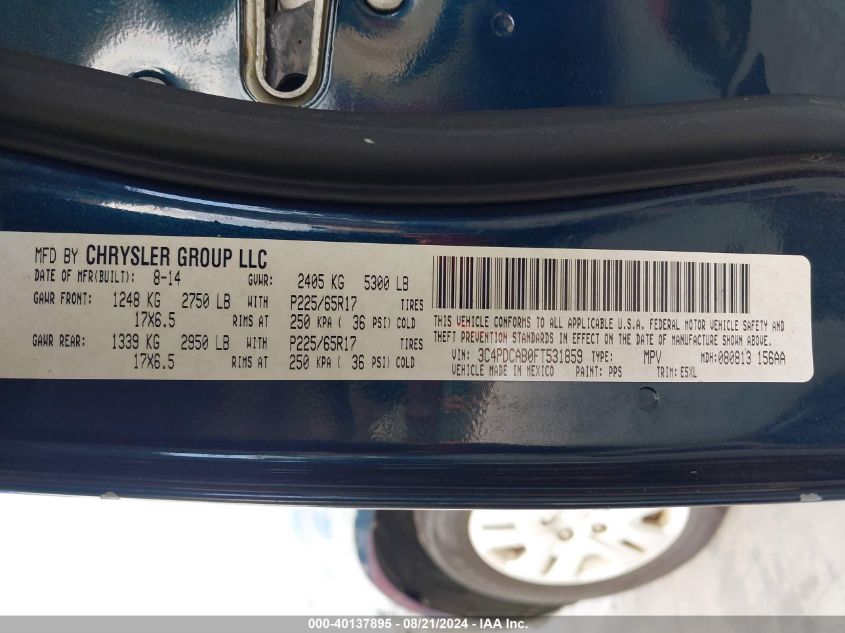 MFD BY CHRYSLER GROUP LLC
DATE OF MFR(BUILT): 8-14 GVWR: 2405 KG 5300 LB
GAWR FRONT: 1248 KG 2750 LB WITH P225/65R17 TIRES
17X6.5 RIMS AT 250 KPA ( 36 PSI) COLD
GAWR REAR: 1339 KG 2950 LB WITH P225/65R17 TIRES
17X6.5 RIMS AT 250 KPA ( 36 PSI) COLD
THIS VEHICLE CONFORMS TO ALL APPLICABLE U.S.A. FEDERAL MOTOR VEHICLE SAFETY AND
THEFT PREVENTION STANDARDS IN EFFECT ON THE DATE OF MANUFACTURE SHOWN ABOVE.
VIN: 3C4PDCAB0FT531859 TYPE: MPV MDH:080813 156AA
VEHICLE MADE IN MEXICO PAINT: PPS TRIM: E5XL
000-40137895 - 08/21/2024 - IAA Inc.